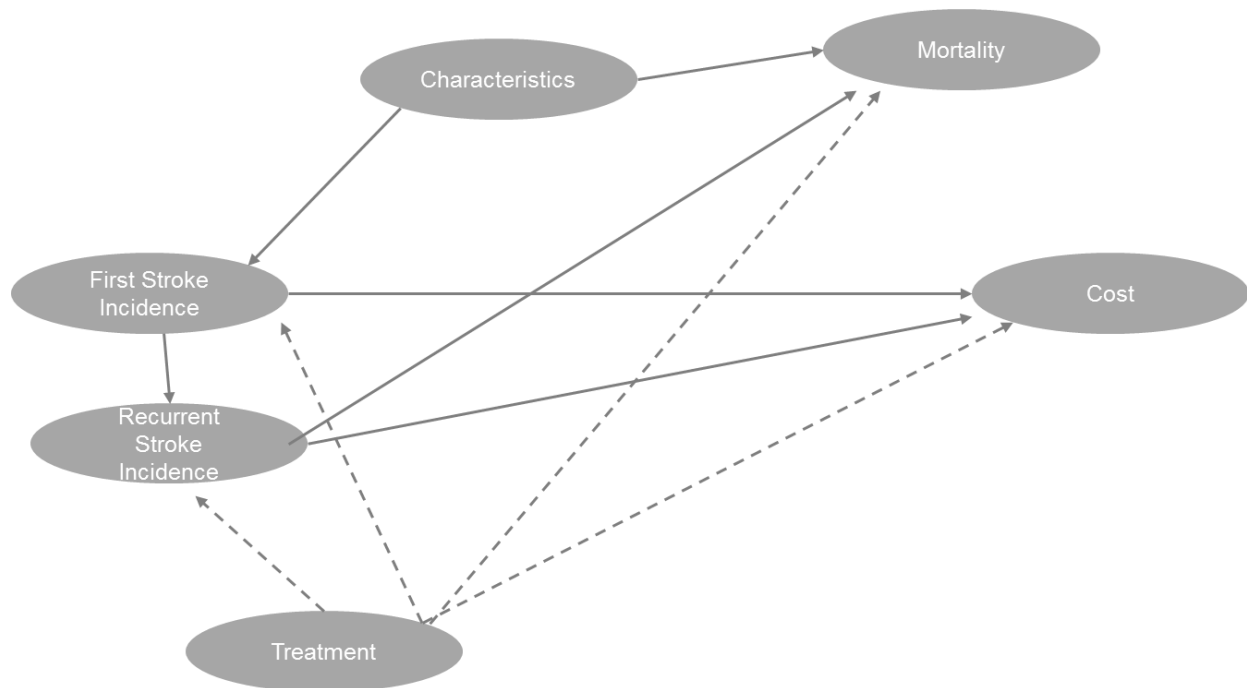 Characteristics
Mortality
First Stroke
Incidence
Cost
Recurrent
Stroke
Incidence
Treatment